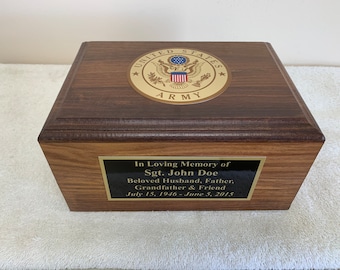 UNITED STATES
ARMY
In Loving Memory of
Sgt. John Doe
Beloved Husband, Father,
Grandfather & Friend
July 15, 1946 - June 5, 2015